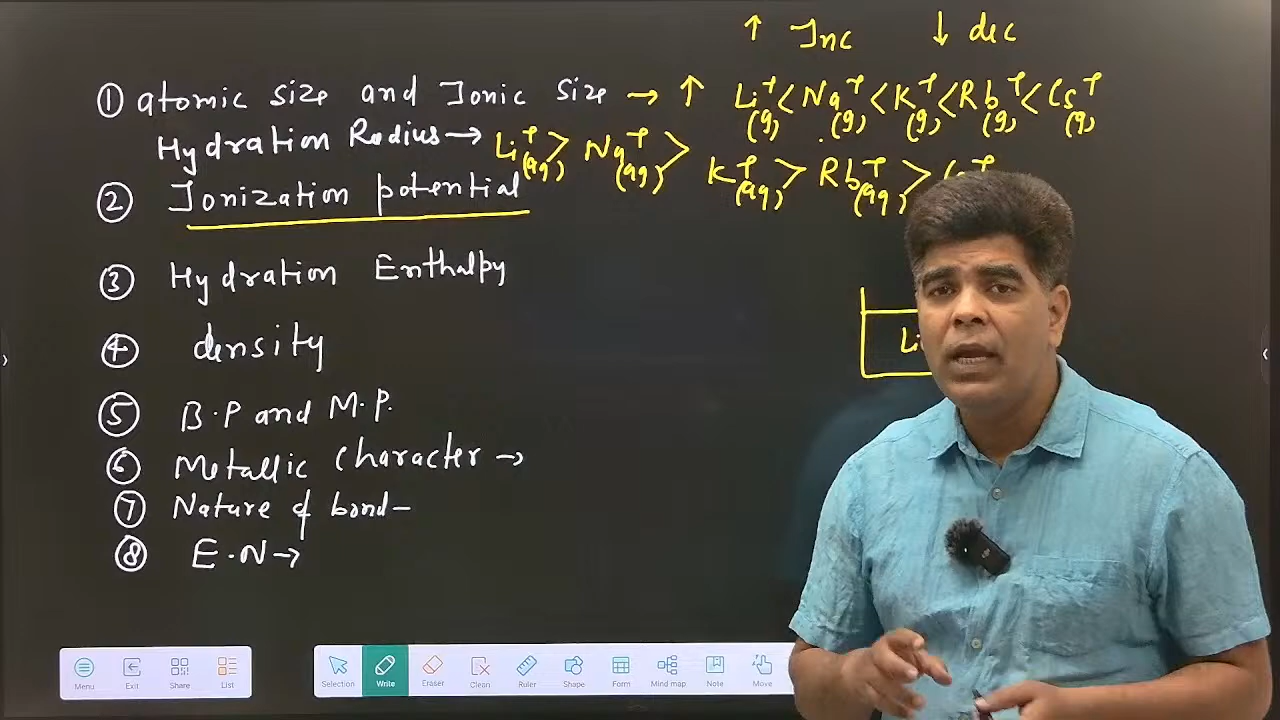 ↑ Inc ↓ dec
① atomic size and Ionic Size → ↑ Li⁺(g) < Na⁺(g) < K⁺(g) < Rb⁺(g) < Cs⁺(g)
Hydration Radius → Li⁺(aq) > Na⁺(aq) >
K⁺(aq) > Rb⁺(aq) >
② Ionization potential
③ Hydration Enthalpy
④ density
⑤ B.P and M.P.
⑥ Metallic Character →
⑦ Nature of bond -
⑧ E.N →
Menu Exit Share List Selection Write Eraser Clean Ruler Shape Form Mind map Note Move